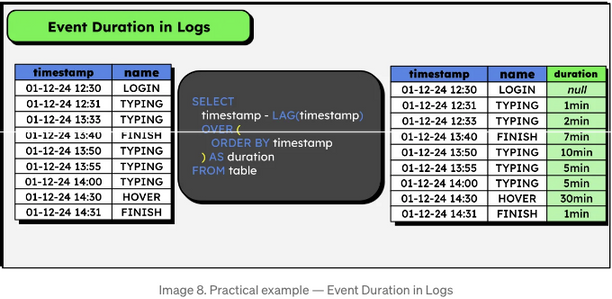 Event Duration in Logs
timestamp name
01-12-24 12:30 LOGIN
01-12-24 12:31 TYPING
01-12-24 13:33 TYPING
01-12-24 13:40 FINISH
01-12-24 13:50 TYPING
01-12-24 13:55 TYPING
01-12-24 14:00 TYPING
01-12-24 14:30 HOVER
01-12-24 14:31 FINISH
SELECT
timestamp - LAG(timestamp)
OVER (
ORDER BY timestamp
) AS duration
FROM table
timestamp name duration
01-12-24 12:30 LOGIN null
01-12-24 12:31 TYPING 1min
01-12-24 12:33 TYPING 2min
01-12-24 13:40 FINISH 7min
01-12-24 13:50 TYPING 10min
01-12-24 13:55 TYPING 5min
01-12-24 14:00 TYPING 5min
01-12-24 14:30 HOVER 30min
01-12-24 14:31 FINISH 1min
Image 8. Practical example — Event Duration in Logs